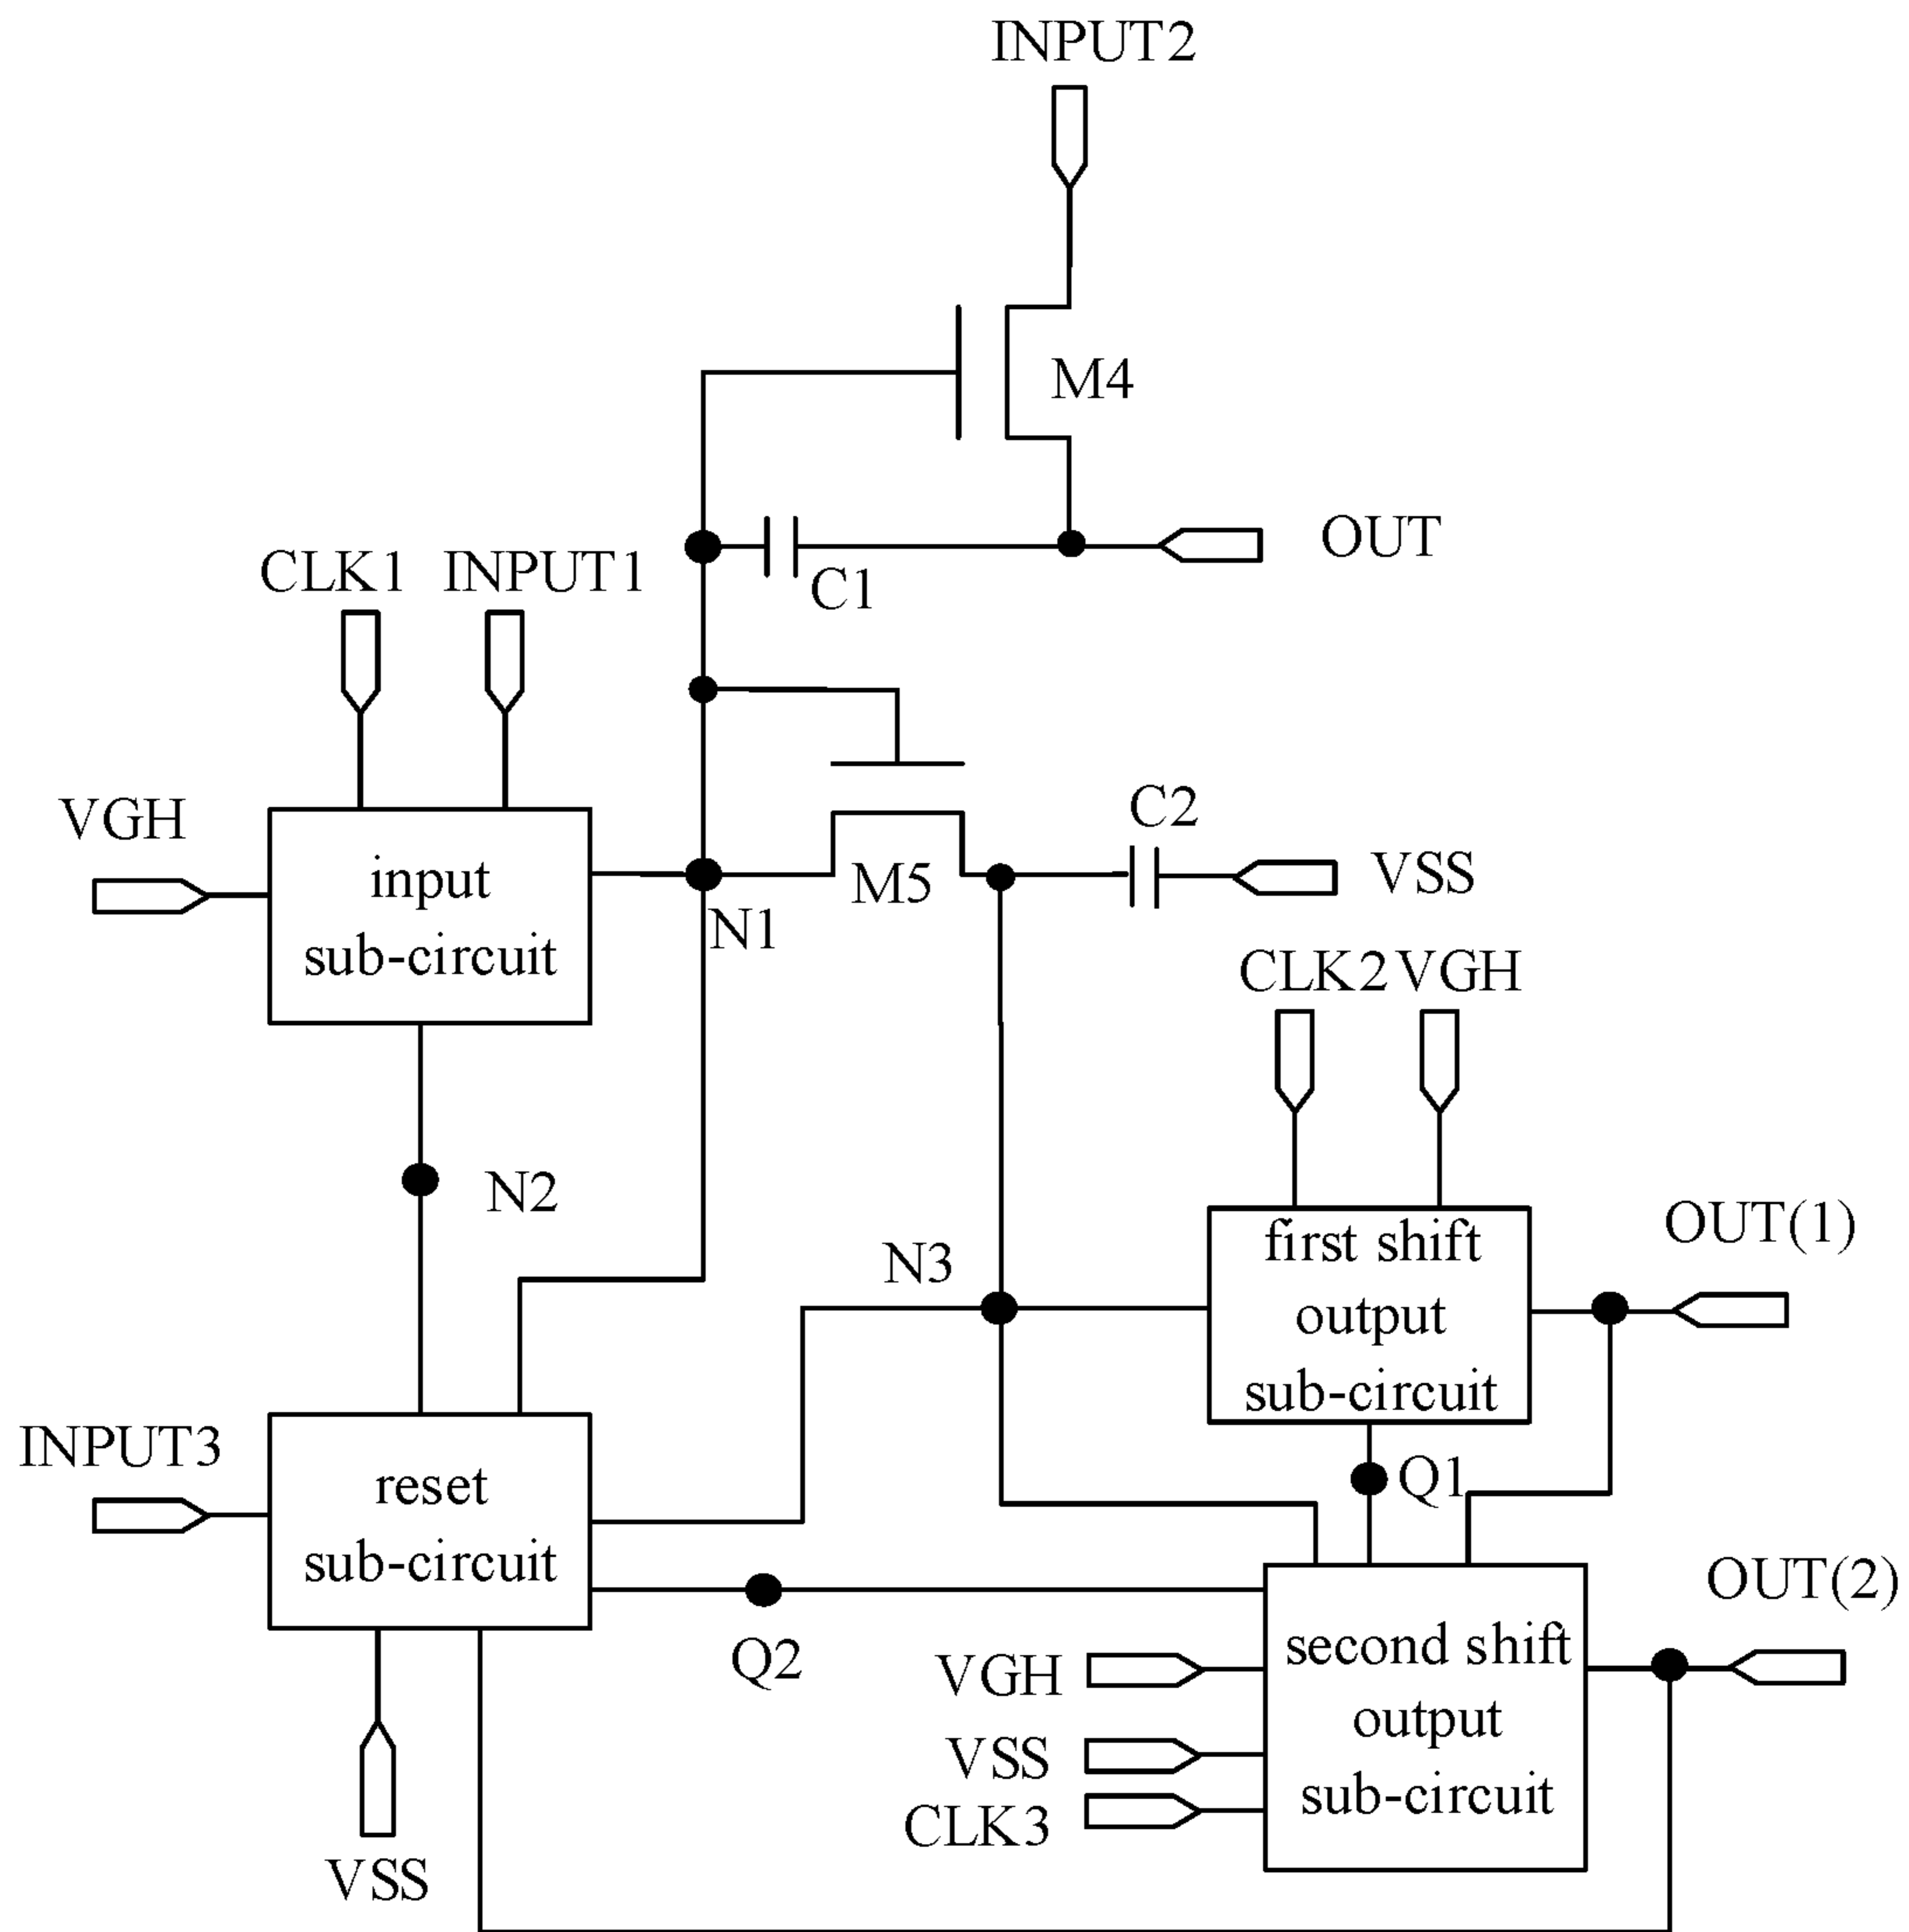 INPUT2
M4
OUT
C1
CLK1
INPUT1
VGH
input
sub-circuit
N1
M5
C2
VSS
CLK2
VGH
N2
N3
first shift
output
sub-circuit
OUT(1)
INPUT3
reset
sub-circuit
Q1
Q2
OUT(2)
VGH
VSS
CLK3
second shift
output
sub-circuit
VSS